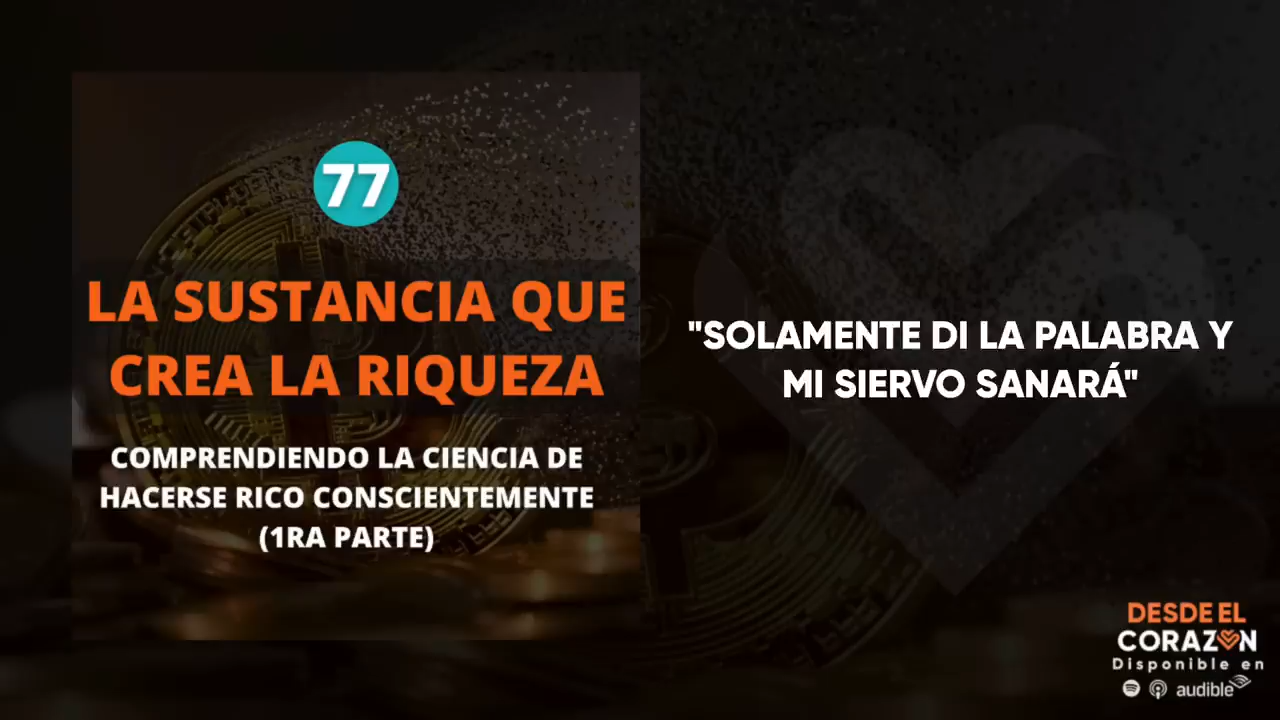 77
LA SUSTANCIA QUE
CREA LA RIQUEZA
COMPRENDIENDO LA CIENCIA DE
HACERSE RICO CONSCIENTEMENTE
(1RA PARTE)
"SOLAMENTE DI LA PALABRA Y
MI SIERVO SANARÁ"
DESDE EL
CORAZÓN
Disponible en
audible